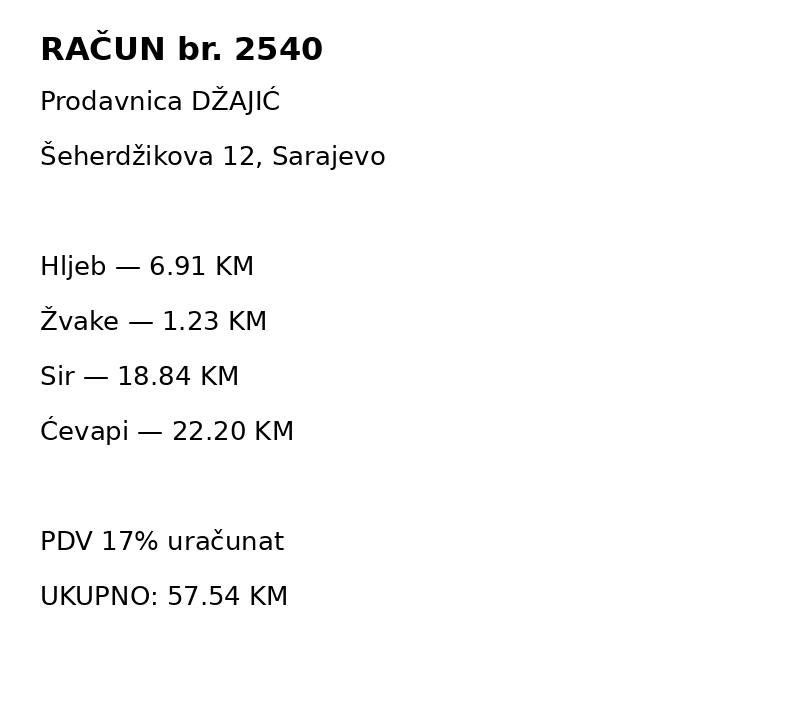 RAČUN br. 2540
Prodavnica DŽAJIĆ
Šeherdžikova 12, Sarajevo
Hljeb — 6.91 KM
Žvake — 1.23 KM
Sir — 18.84 KM
Ćevapi — 22.20 KM
PDV 17% uračunat
UKUPNO: 57.54 KM